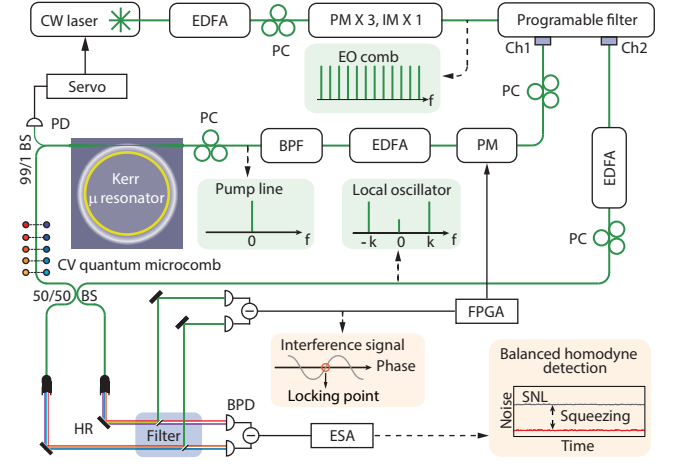 CW laser
EDFA
PC
PM X 3, IM X 1
Programable filter
Ch1
Ch2
EO comb
f
Servo
PD
99/1 BS
PC
PC
BPF
EDFA
PM
EDFA
Kerr
μ resonator
Pump line
0
f
Local oscillator
-k
0
k
f
PC
CV quantum microcomb
50/50
BS
FPGA
Interference signal
Phase
Locking point
Balanced homodyne
detection
SNL
Squeezing
Noise
Time
HR
Filter
BPD
ESA